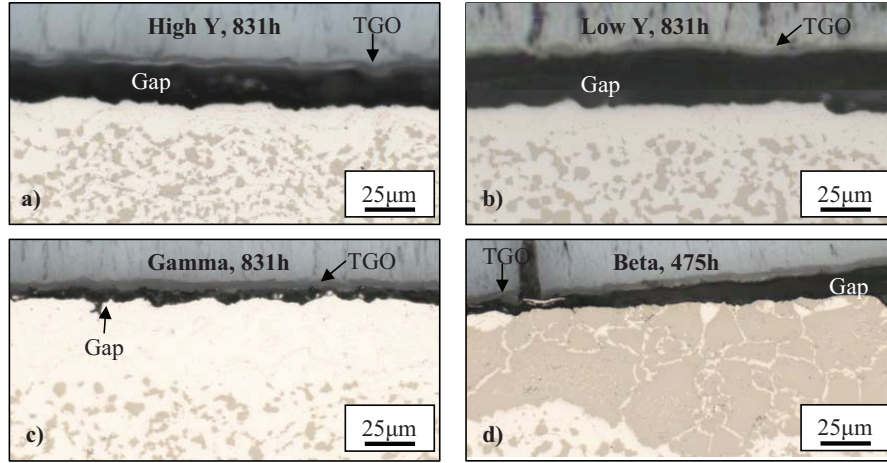 High Y, 831h
TGO
Gap
a)
25μm
Low Y, 831h
TGO
Gap
b)
25μm
Gamma, 831h
TGO
Gap
c)
25μm
TGO
Beta, 475h
Gap
d)
25μm